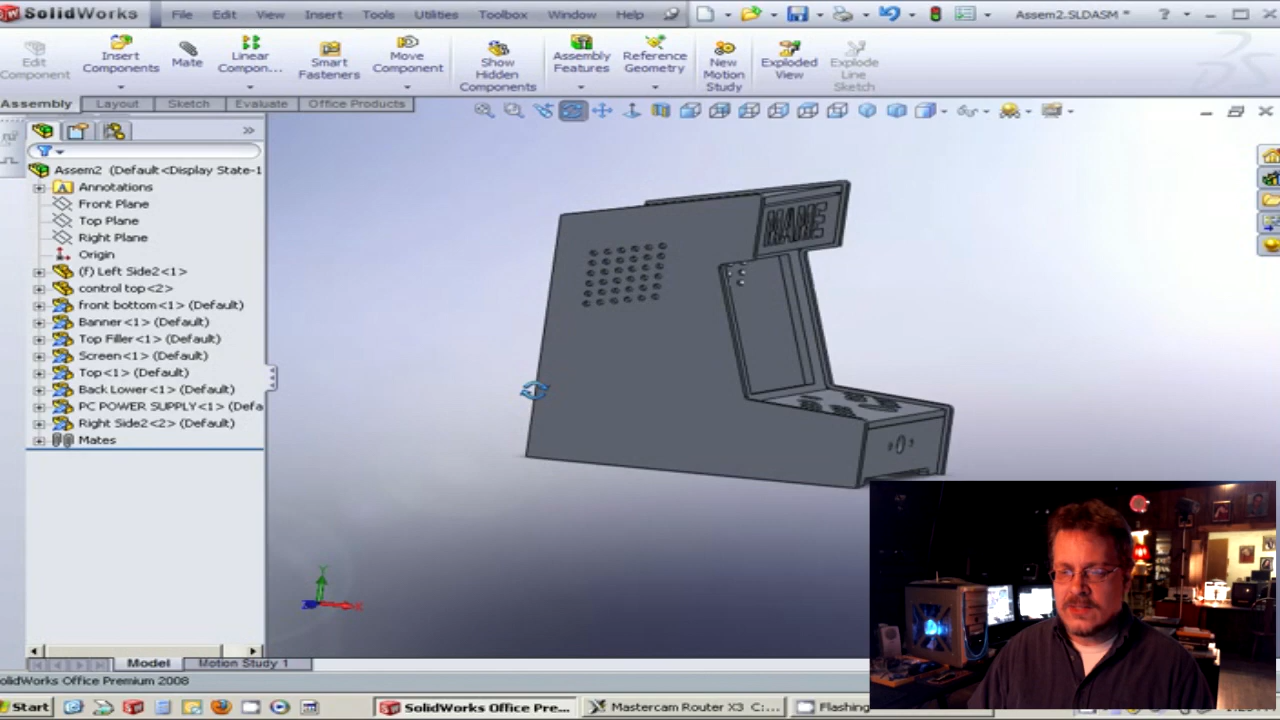 SolidWorks File Edit View Insert Tools Utilities Toolbox Window Help Assem2.SLDASM *
Edit Component
Insert Components
Mate
Linear Compon...
Smart Fasteners
Move Component
Show Hidden Components
Assembly Features
Reference Geometry
New Motion Study
Exploded View
Explode Line Sketch
Assembly Layout Sketch Evaluate Office Products
Assem2 (Default<Display State-1
Annotations
Front Plane
Top Plane
Right Plane
Origin
(f) Left Side2<1>
control top<2>
front bottom<1> (Default)
Banner<1> (Default)
Top Filler<1> (Default)
Screen<1> (Default)
Top<1> (Default)
Back Lower<1> (Default)
PC POWER SUPPLY<1> (Defa
Right Side2<2> (Default)
Mates
MAME
Y
X
Model Motion Study 1
olidWorks Office Premium 2008
Start SolidWorks Office Pre... Mastercam Router X3 C:... Flashing